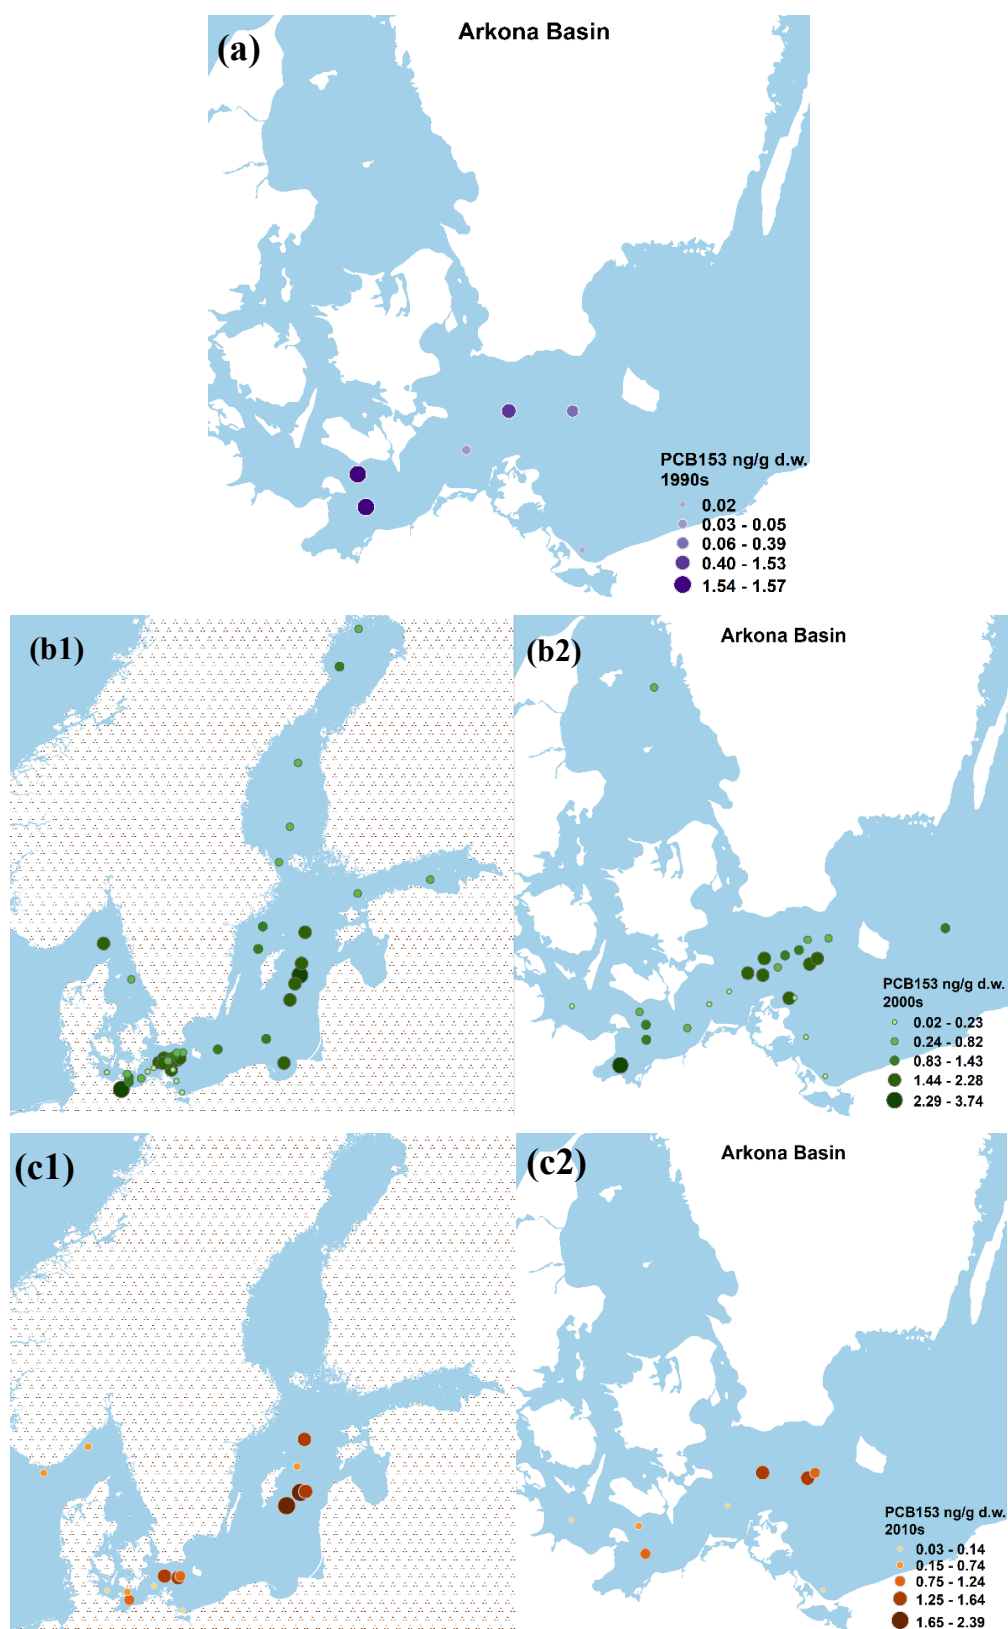 Arkona Basin
(a)
PCB153 ng/g d.w.
1990s
0.02
0.03 - 0.05
0.06 - 0.39
0.40 - 1.53
1.54 - 1.57
(b1)
(b2)
Arkona Basin
PCB153 ng/g d.w.
2000s
0.02 - 0.23
0.24 - 0.82
0.83 - 1.43
1.44 - 2.28
2.29 - 3.74
(c1)
(c2)
Arkona Basin
PCB153 ng/g d.w.
2010s
0.03 - 0.14
0.15 - 0.74
0.75 - 1.24
1.25 - 1.64
1.65 - 2.39